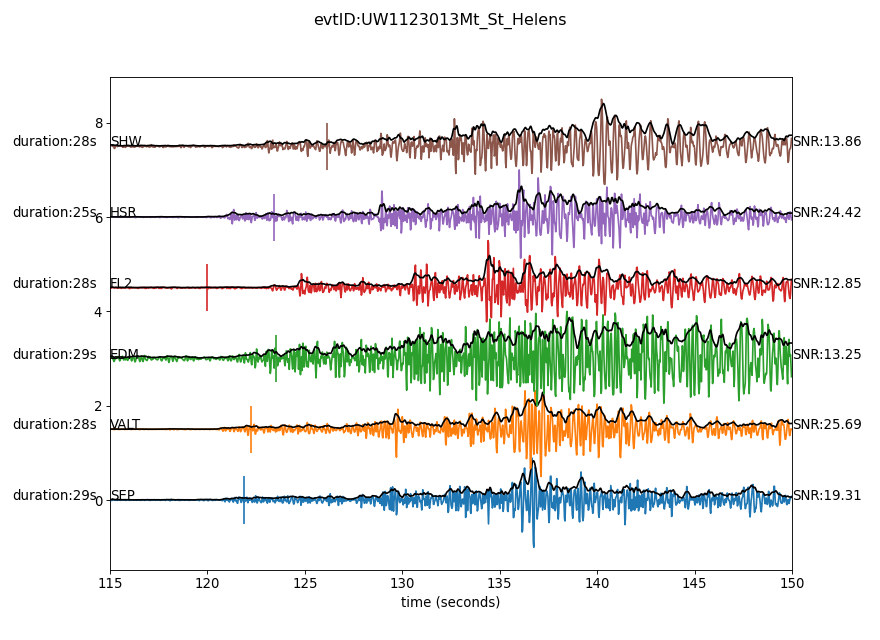 evtID:UW1123013Mt_St_Helens
8
duration:28s SHW SNR:13.86
duration:25s HSR SNR:24.42
6
duration:28s FL2 SNR:12.85
4
duration:29s EDM SNR:13.25
2
duration:28s VALT SNR:25.69
duration:29s SEP SNR:19.31
0
115 120 125 130 135 140 145 150
time (seconds)